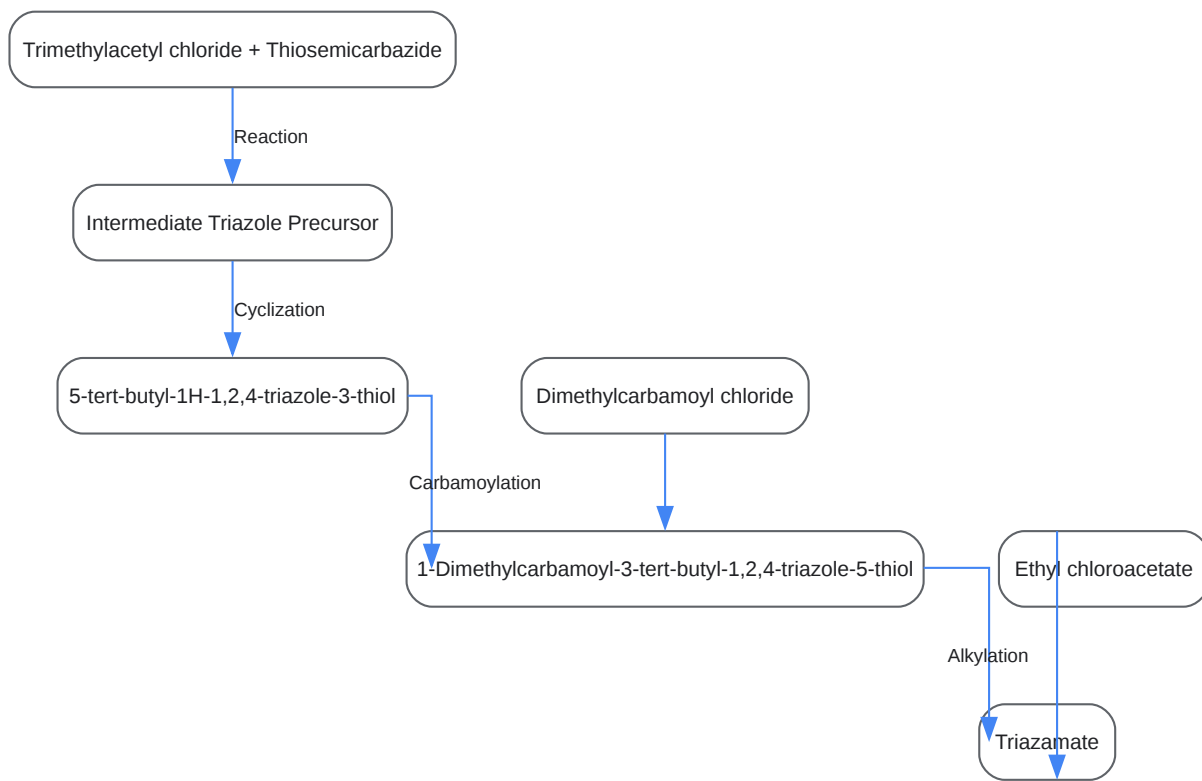 Trimethylacetyl chloride + Thiosemicarbazide
Reaction
Intermediate Triazole Precursor
Cyclization
5-tert-butyl-1H-1,2,4-triazole-3-thiol
Dimethylcarbamoyl chloride
Carbamoylation
1-Dimethylcarbamoyl-3-tert-butyl-1,2,4-triazole-5-thiol
Ethyl chloroacetate
Alkylation
Triazamate